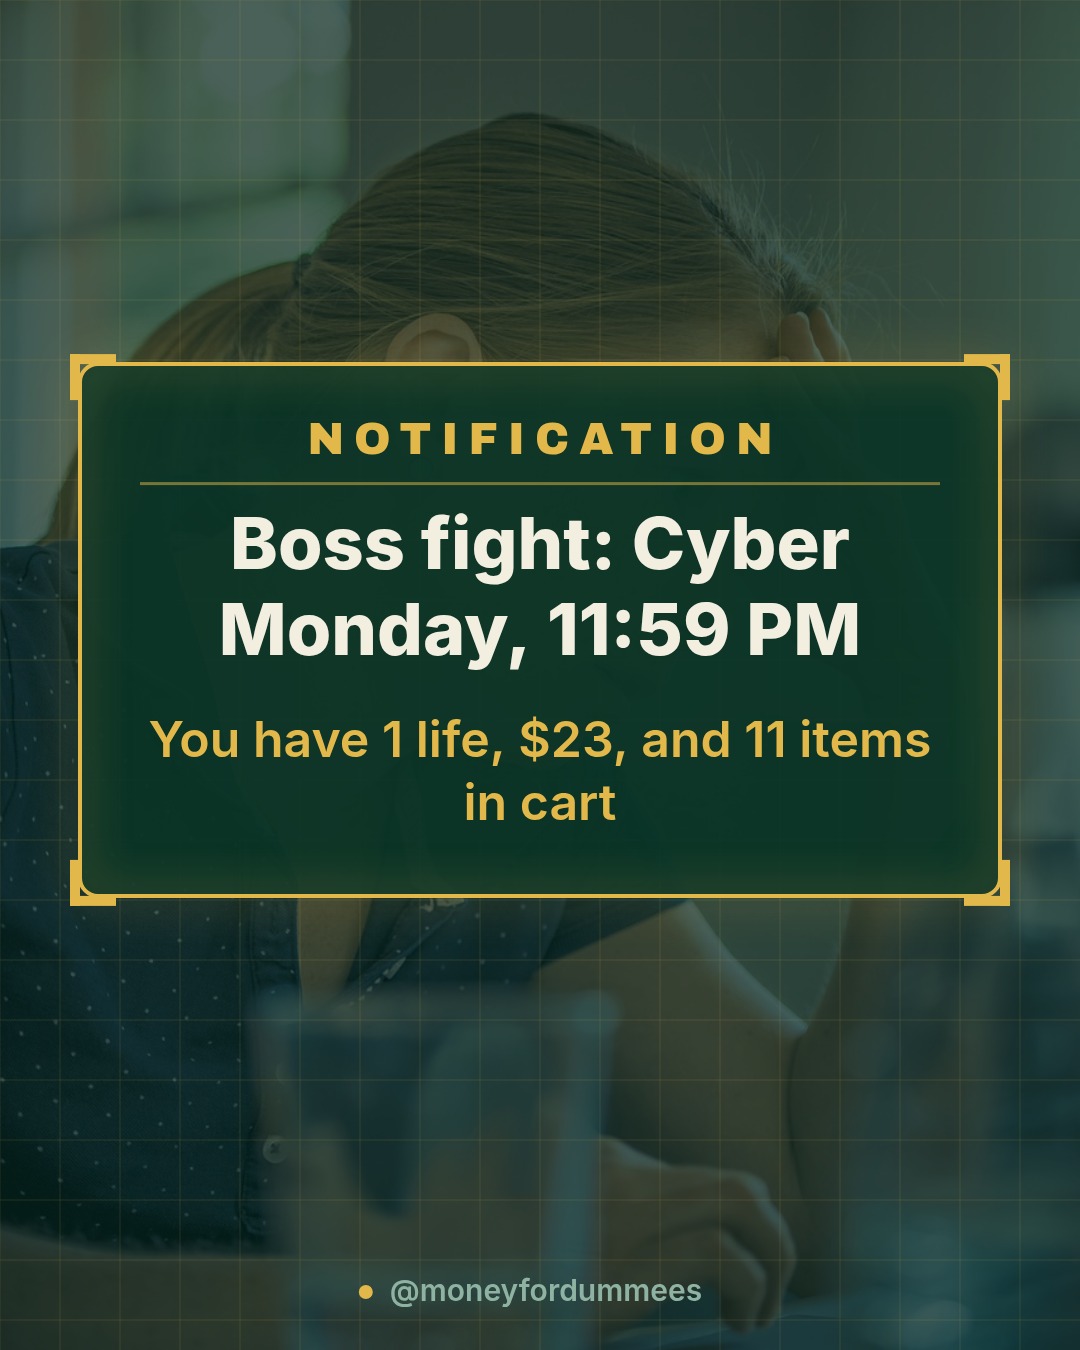 NOTIFICATION
Boss fight: Cyber
Monday, 11:59 PM
You have 1 life, $23, and 11 items
in cart
@moneyfordummees